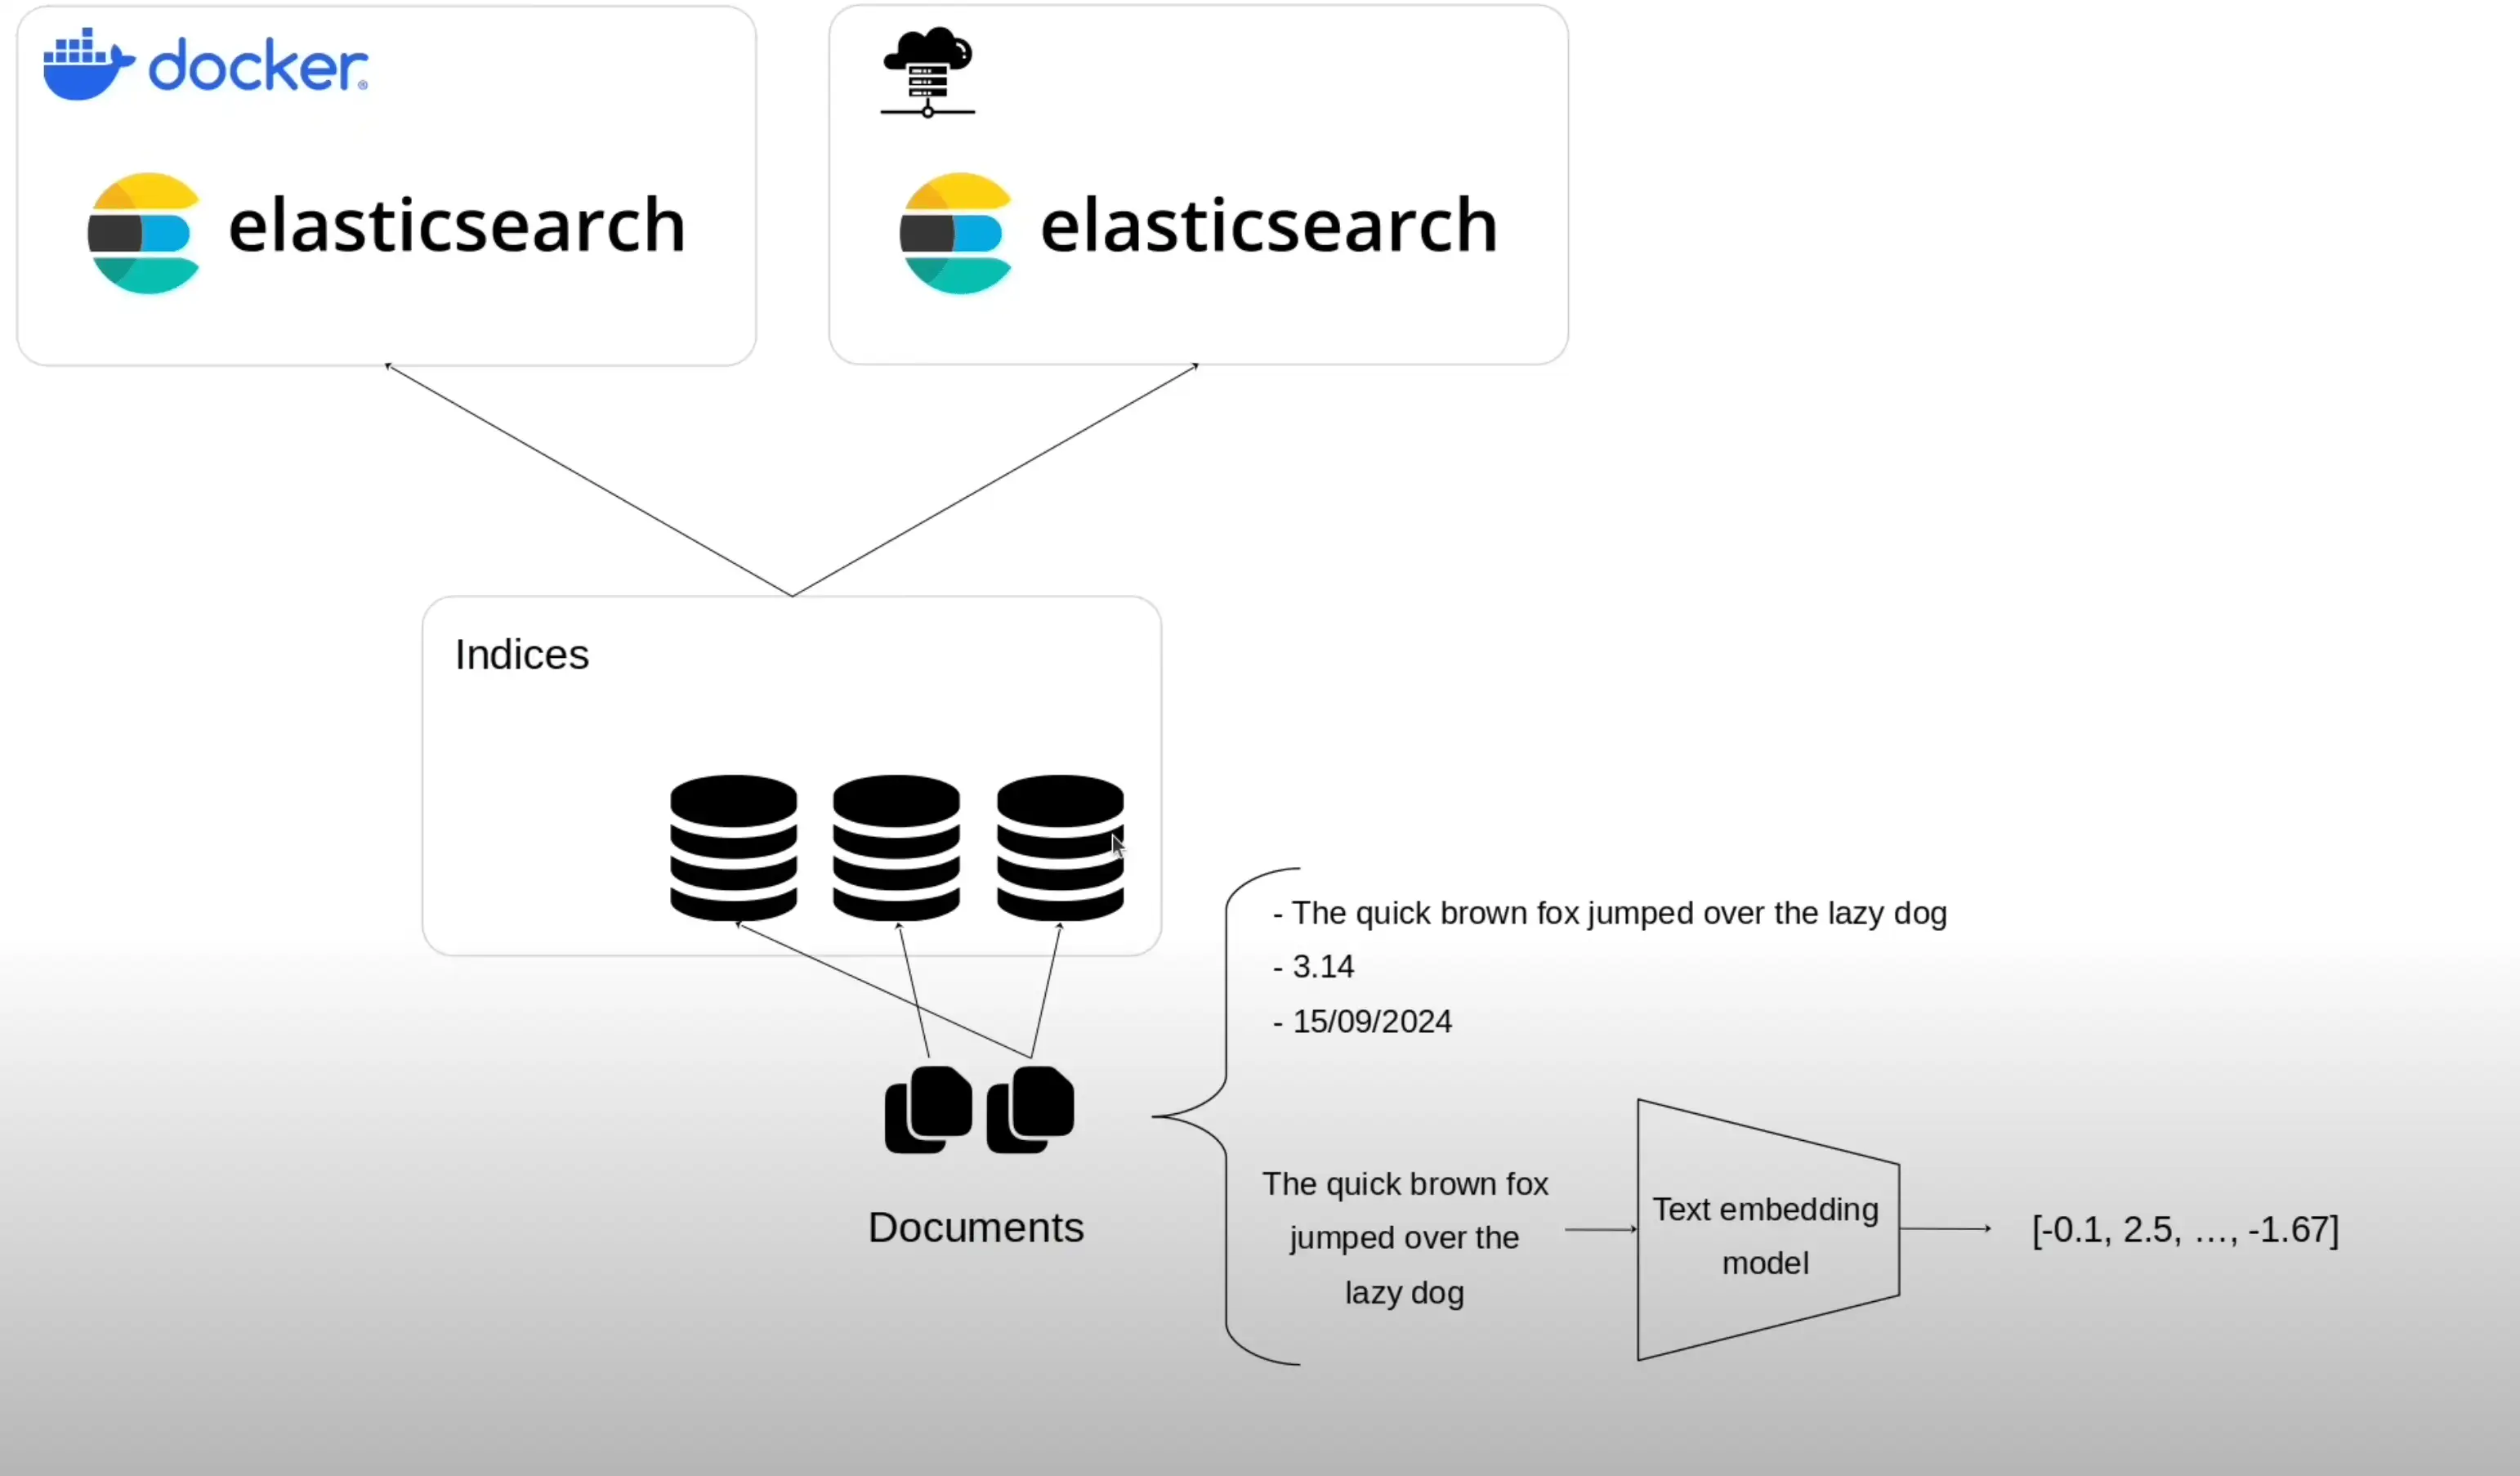 docker®
elasticsearch
elasticsearch
Indices
- The quick brown fox jumped over the lazy dog
- 3.14
- 15/09/2024
The quick brown fox
jumped over the
lazy dog
Text embedding
model
[-0.1, 2.5, …, -1.67]
Documents